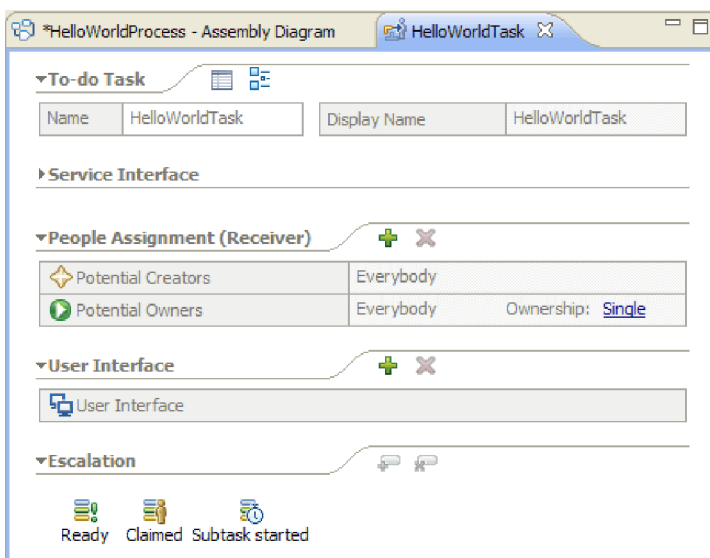 *HelloWorldProcess - Assembly Diagram HelloWorldTask
To-do Task
Name HelloWorldTask Display Name HelloWorldTask
Service Interface
People Assignment (Receiver)
Potential Creators Everybody
Potential Owners Everybody Ownership: Single
User Interface
User Interface
Escalation
Ready Claimed Subtask started